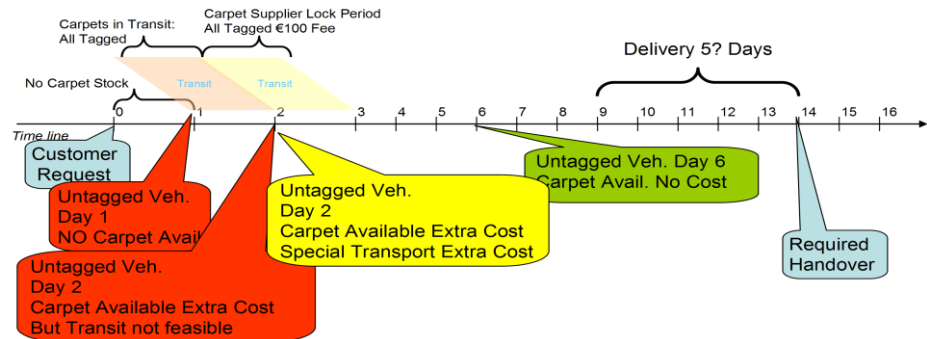 Carpets in Transit:
All Tagged
Carpet Supplier Lock Period
All Tagged €100 Fee
Delivery 5? Days
No Carpet Stock
Transit
Transit
0 1 2 3 4 5 6 7 8 9 10 11 12 13 14 15 16
Time line
Customer
Request
Untagged Veh.
Day 1
NO Carpet Avail
Untagged Veh.
Day 2
Carpet Available Extra Cost
But Transit not feasible
Untagged Veh.
Day 2
Carpet Available Extra Cost
Special Transport Extra Cost
Untagged Veh. Day 6
Carpet Avail. No Cost
Required
Handover